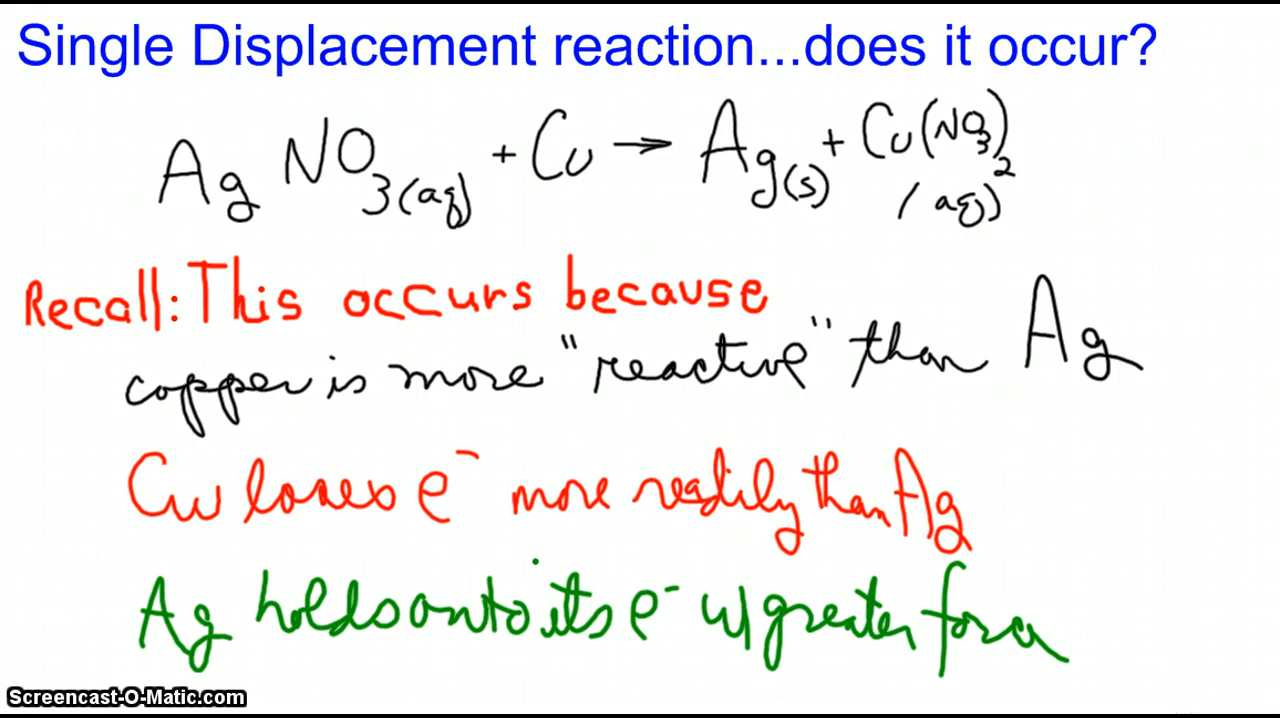 Single Displacement reaction...does it occur?
Ag NO3(aq) + Cu → Ag(s) + Cu(NO3)2 (aq)
Recall: This occurs because
copper is more "reactive" than Ag
Cu loses e⁻ more readily than Ag
Ag holds onto its e⁻ w/ greater force
Screencast-O-Matic.com